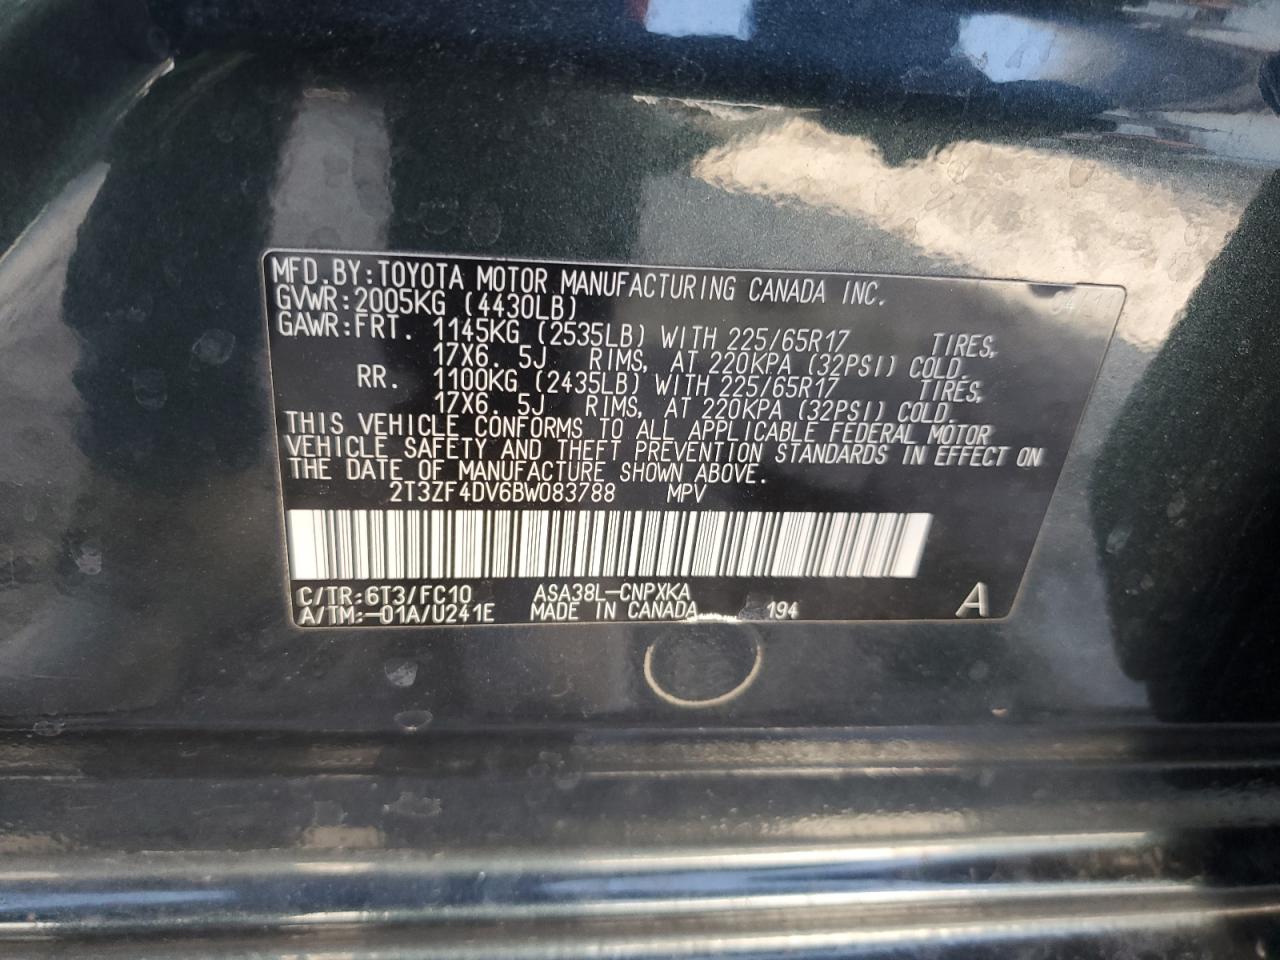 MFD. BY: TOYOTA MOTOR MANUFACTURING CANADA INC.
GVWR: 2005KG (4430LB)
GAWR: FRT. 1145KG (2535LB) WITH 225/65R17 TIRES,
17X6. 5J RIMS, AT 220KPA (32PSI) COLD.
RR. 1100KG (2435LB) WITH 225/65R17 TIRES,
17X6. 5J RIMS, AT 220KPA (32PSI) COLD.
THIS VEHICLE CONFORMS TO ALL APPLICABLE FEDERAL MOTOR
VEHICLE SAFETY AND THEFT PREVENTION STANDARDS IN EFFECT ON
THE DATE OF MANUFACTURE SHOWN ABOVE.
2T3ZF4DV6BW083788 MPV
C/TR: 6T3/FC10 ASA38L-CNPXKA
A/TM: -01A/U241E MADE IN CANADA 194 A